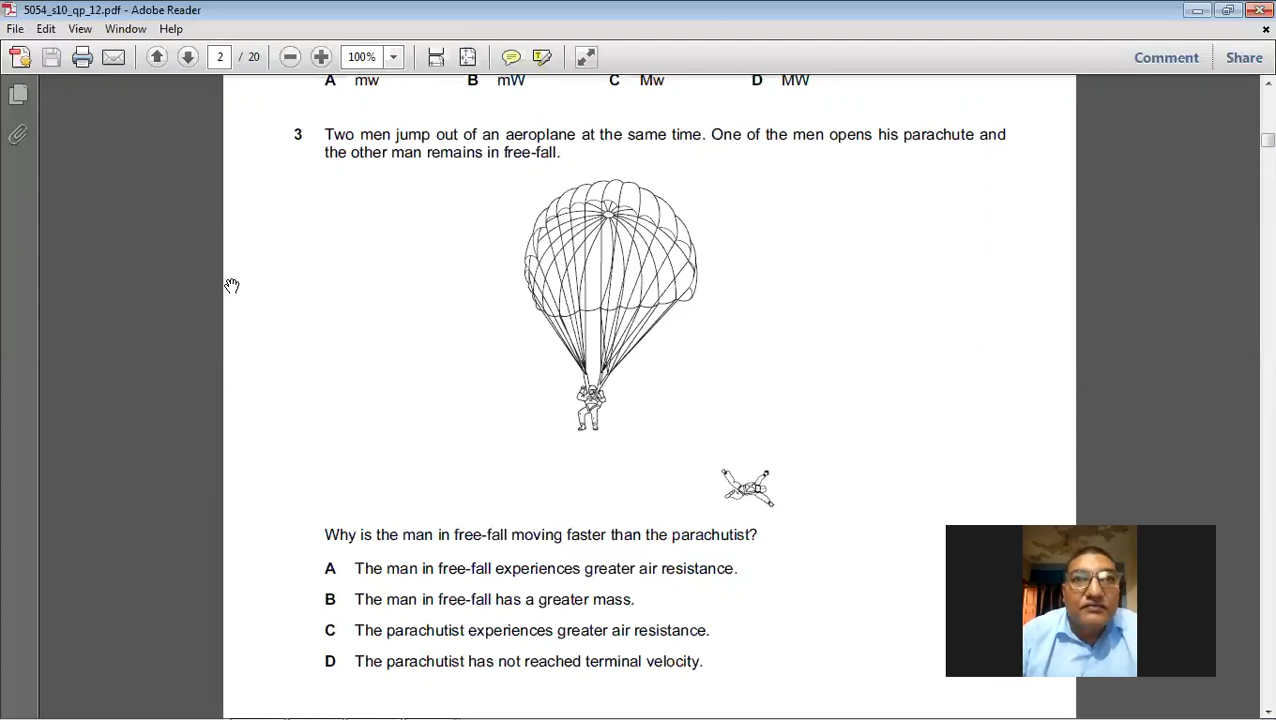 5054_s10_qp_12.pdf - Adobe Reader
File Edit View Window Help
2 / 20 100% Comment Share
A mw B mW C Mw D MW
3 Two men jump out of an aeroplane at the same time. One of the men opens his parachute and
the other man remains in free-fall.
Why is the man in free-fall moving faster than the parachutist?
A The man in free-fall experiences greater air resistance.
B The man in free-fall has a greater mass.
C The parachutist experiences greater air resistance.
D The parachutist has not reached terminal velocity.